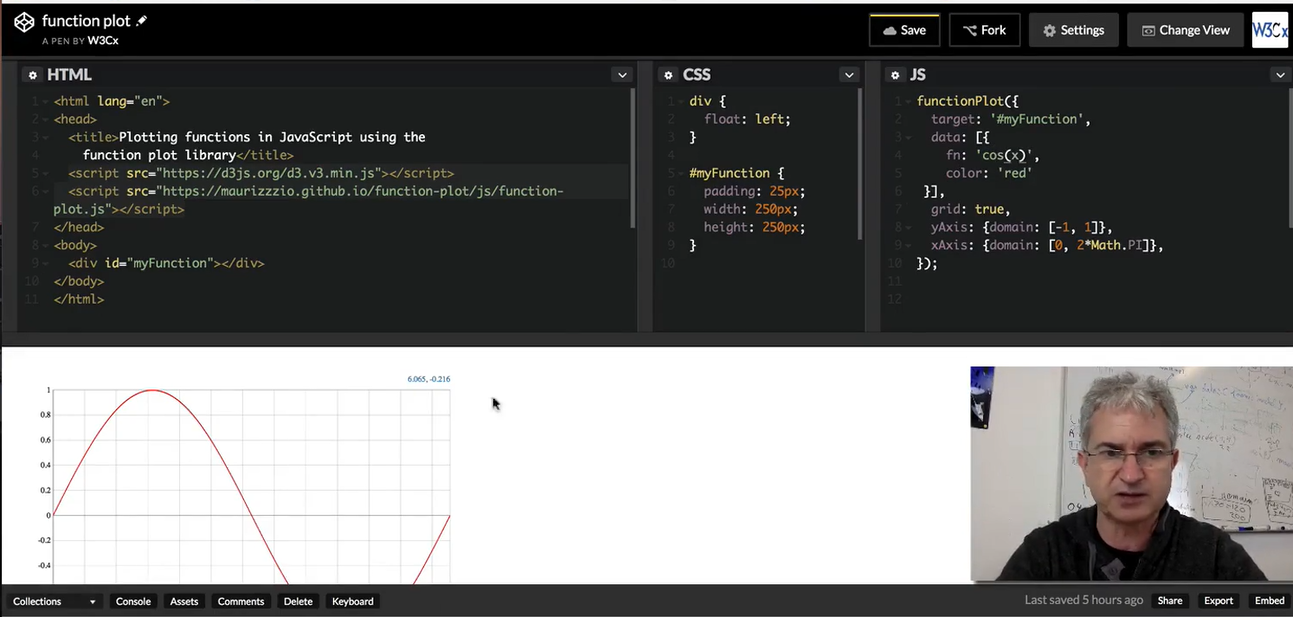 function plot
A PEN BY W3Cx
Save
Fork
Settings
Change View
W3Cx
HTML
1 <html lang="en">
2 <head>
3 <title>Plotting functions in JavaScript using the
4 function plot library</title>
5 <script src="https://d3js.org/d3.v3.min.js"></script>
6 <script src="https://maurizzzio.github.io/function-plot/js/function-
plot.js"></script>
7 </head>
8 <body>
9 <div id="myFunction"></div>
10 </body>
11 </html>
CSS
1 div {
2 float: left;
3 }
4
5 #myFunction {
6 padding: 25px;
7 width: 250px;
8 height: 250px;
9 }
10
JS
1 functionPlot({
2 target: '#myFunction',
3 data: [{
4 fn: 'cos(x)',
5 color: 'red'
6 }],
7 grid: true,
8 yAxis: {domain: [-1, 1]},
9 xAxis: {domain: [0, 2*Math.PI]},
10 });
11
12
6.065, -0.216
1
0.8
0.6
0.4
0.2
0
-0.2
-0.4
Collections
Console
Assets
Comments
Delete
Keyboard
Last saved 5 hours ago
Share
Export
Embed